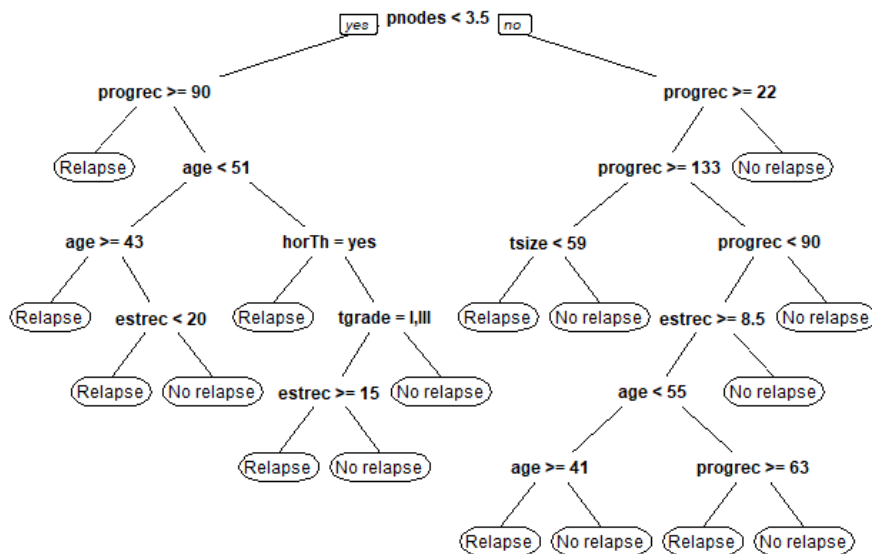 pnodes < 3.5
yes no
progrec >= 90 progrec >= 22
Relapse age < 51 progrec >= 133 No relapse
age >= 43 horTh = yes tsize < 59 progrec < 90
Relapse estrec < 20 Relapse tgrade = I,III Relapse No relapse estrec >= 8.5 No relapse
Relapse No relapse estrec >= 15 No relapse age < 55 No relapse
Relapse No relapse age >= 41 progrec >= 63
Relapse No relapse Relapse No relapse